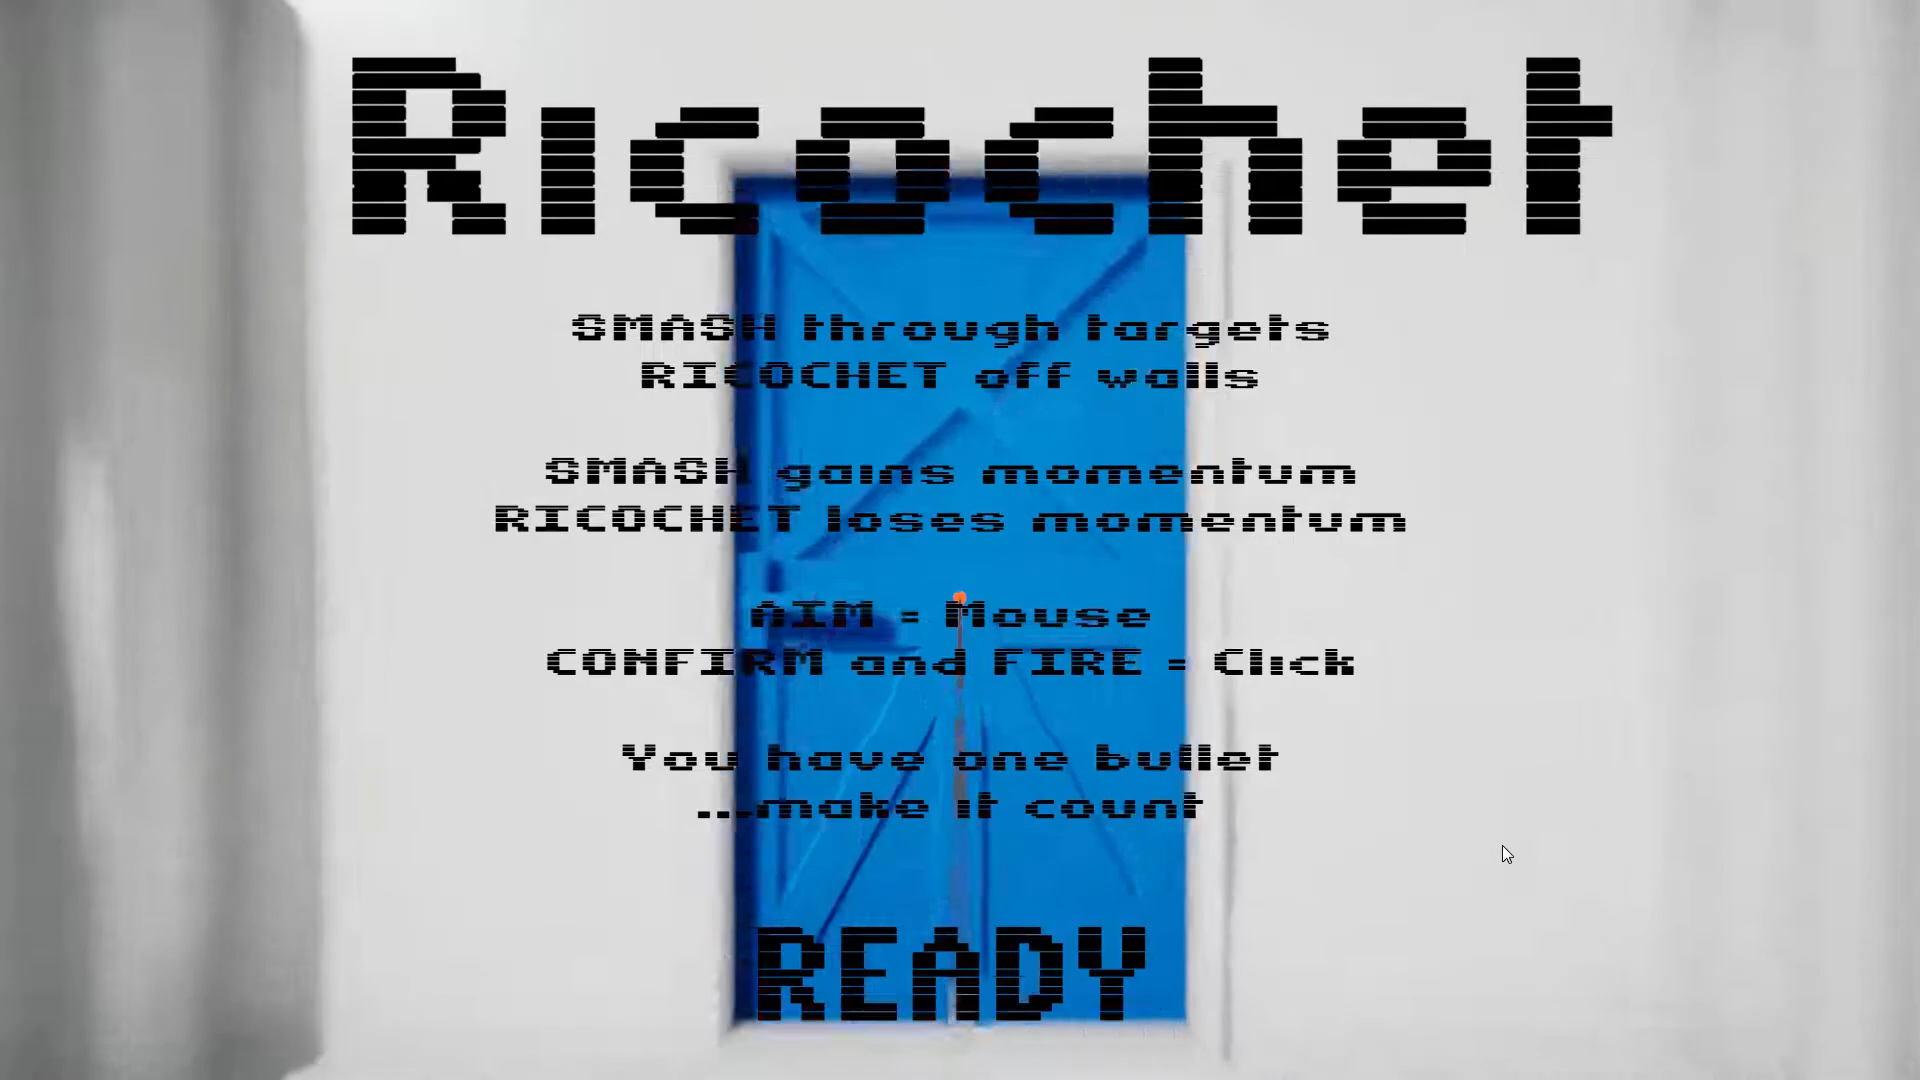 Ricochet
SMASH through targets
RICOCHET off walls
SMASH gains momentum
RICOCHET loses momentum
AIM = Mouse
CONFIRM and FIRE = Click
You have one bullet
...make it count
READY